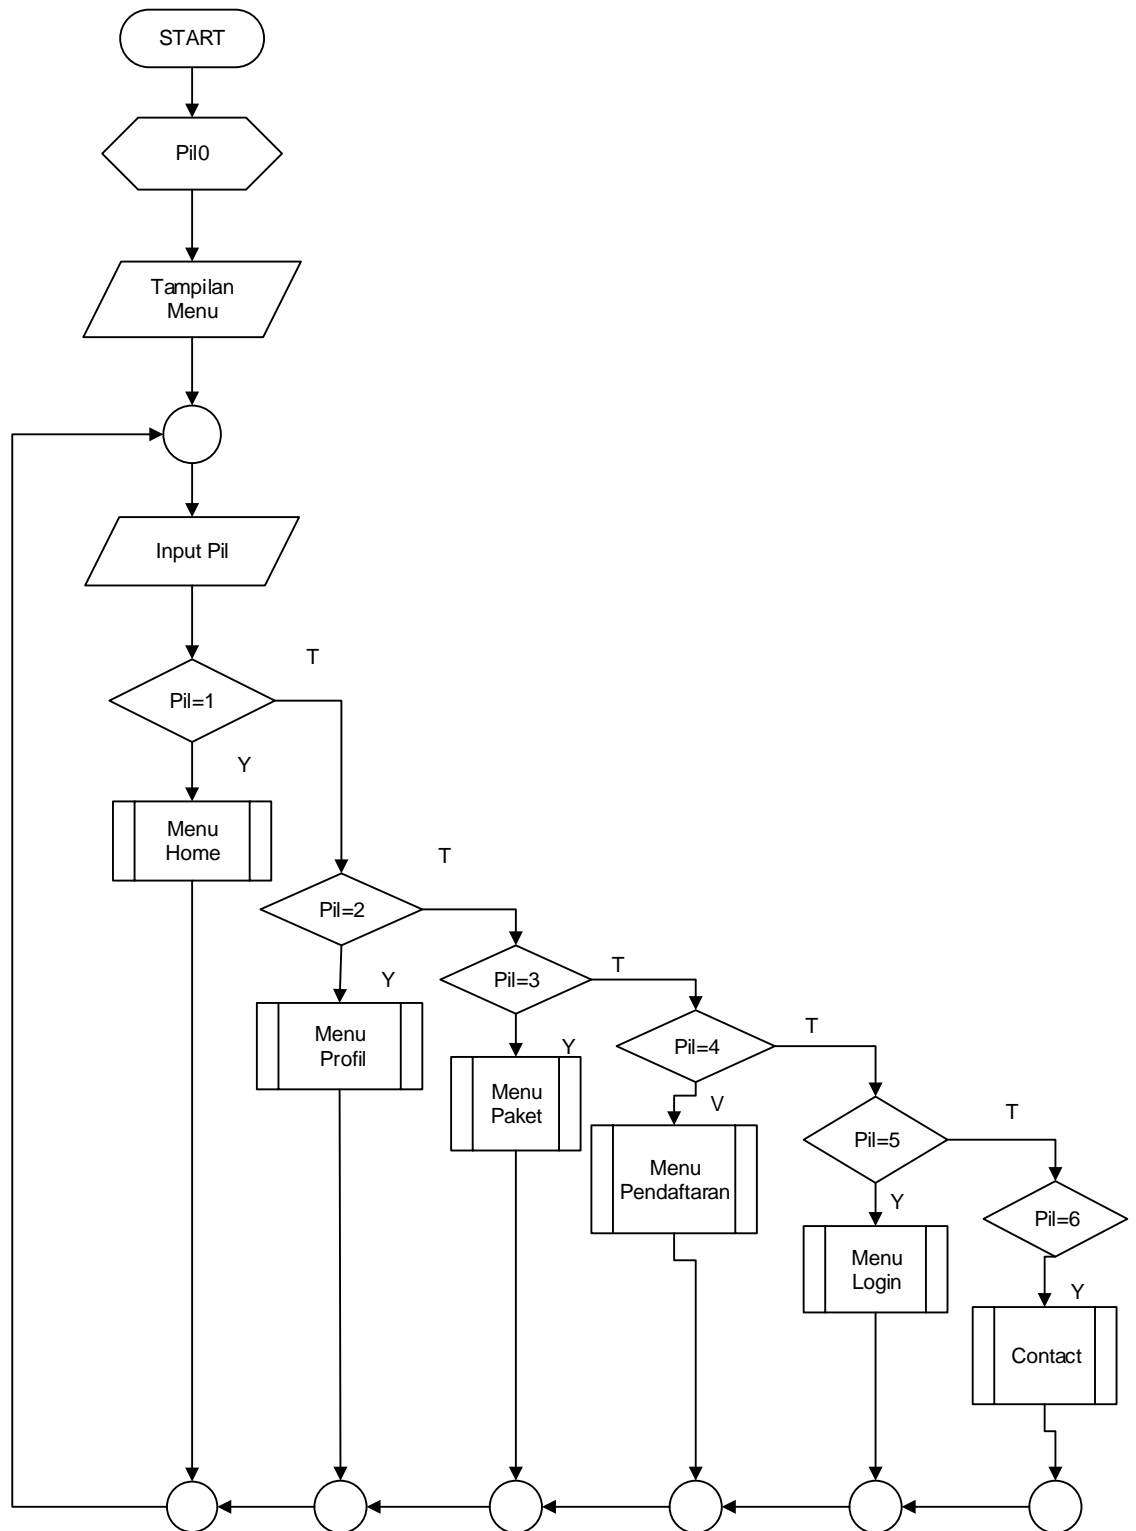 START
Pil0
Tampilan
Menu
Input Pil
T
Pil=1
Y
Menu
Home
T
Pil=2
Y
Menu
Profil
T
Pil=3
Y
Menu
Paket
T
Pil=4
V
Menu
Pendaftaran
T
Pil=5
Y
Menu
Login
Pil=6
Y
Contact